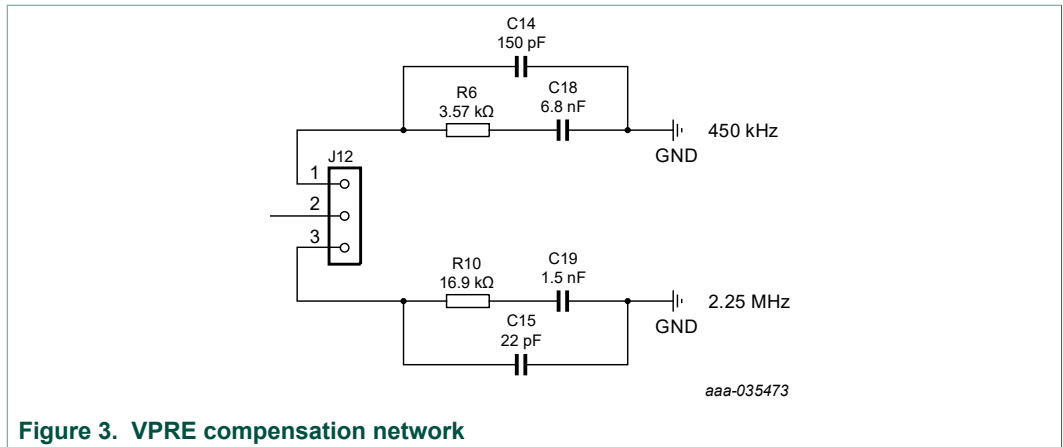 C14
150 pF
R6
3.57 kΩ
C18
6.8 nF
450 kHz
GND
J12
1
2
3
R10
16.9 kΩ
C19
1.5 nF
2.25 MHz
GND
C15
22 pF
aaa-035473
Figure 3. VPRE compensation network